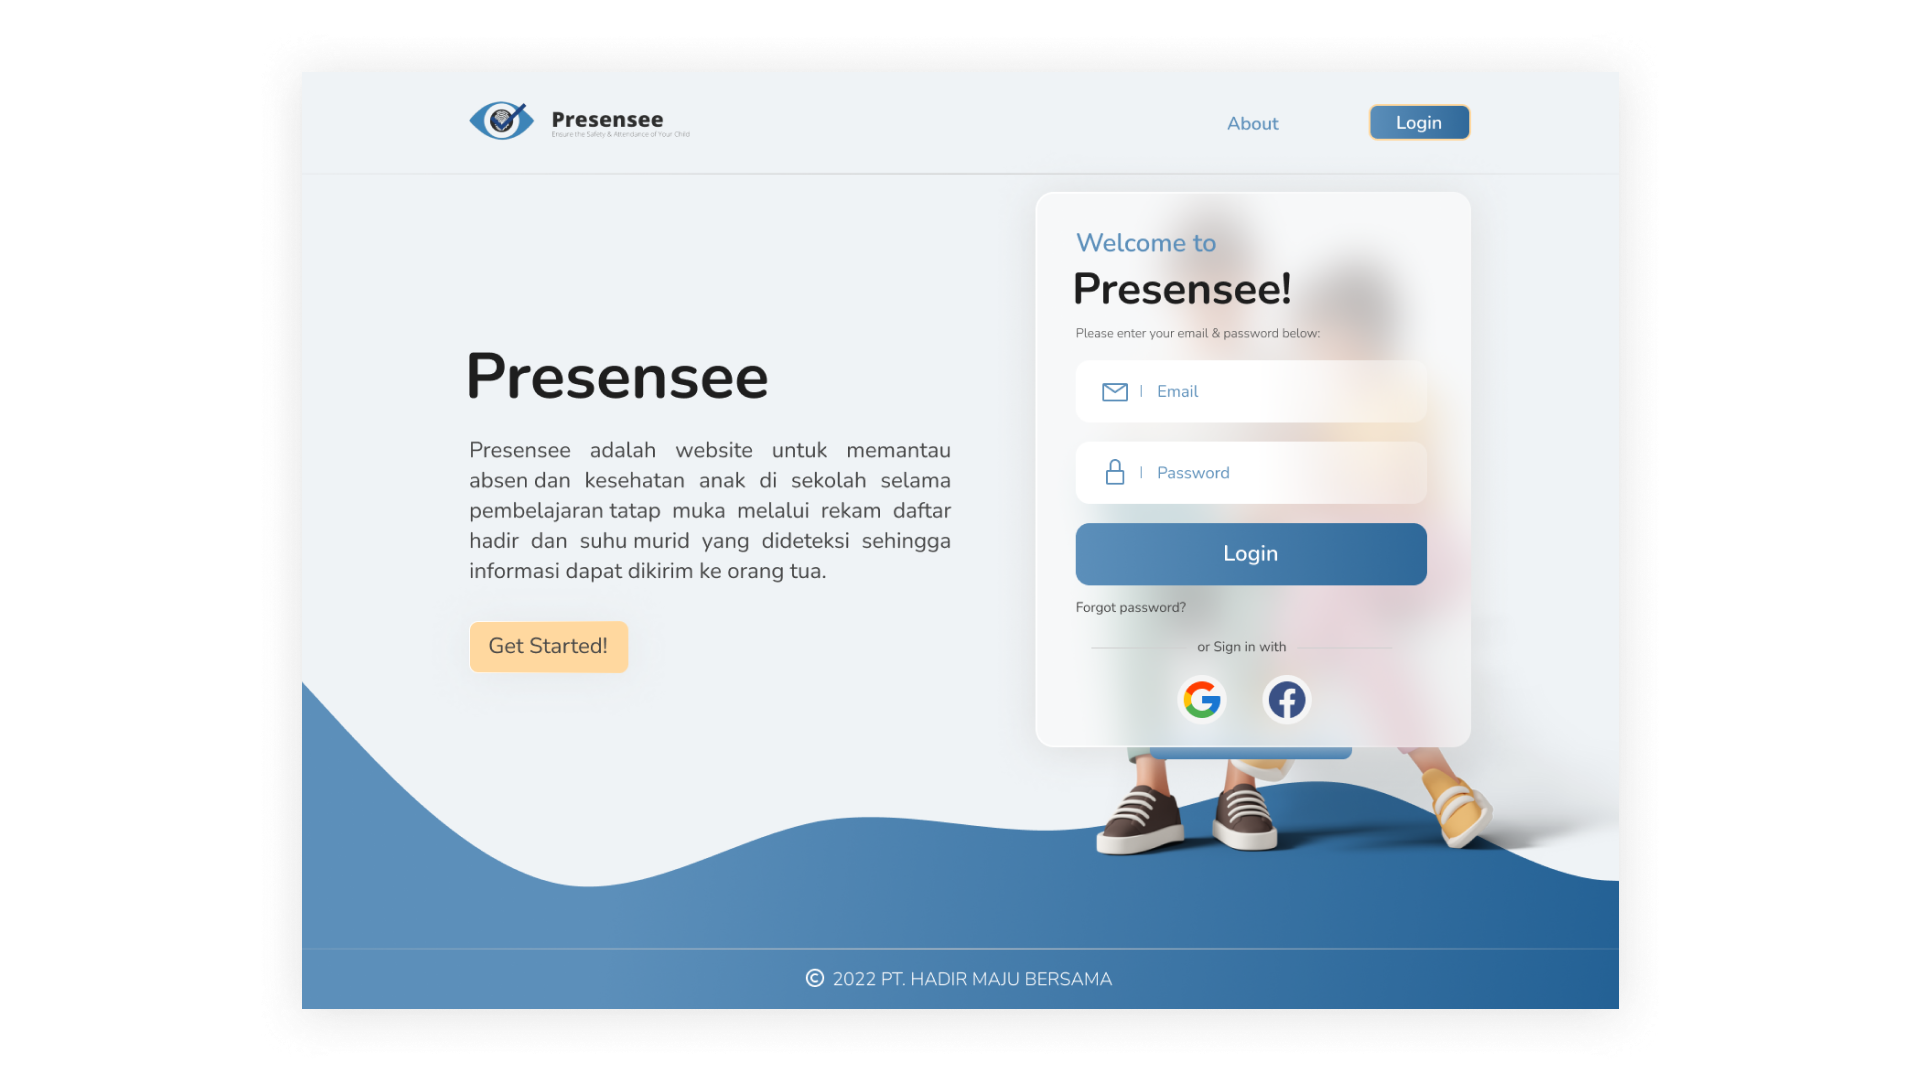 Presensee
Ensure the Safety & Attendance of Your Child
About
Login
Presensee
Presensee adalah website untuk memantau
absen dan kesehatan anak di sekolah selama
pembelajaran tatap muka melalui rekam daftar
hadir dan suhu murid yang dideteksi sehingga
informasi dapat dikirim ke orang tua.
Get Started!
Welcome to
Presensee!
Please enter your email & password below:
Email
Password
Login
Forgot password?
or Sign in with
© 2022 PT. HADIR MAJU BERSAMA